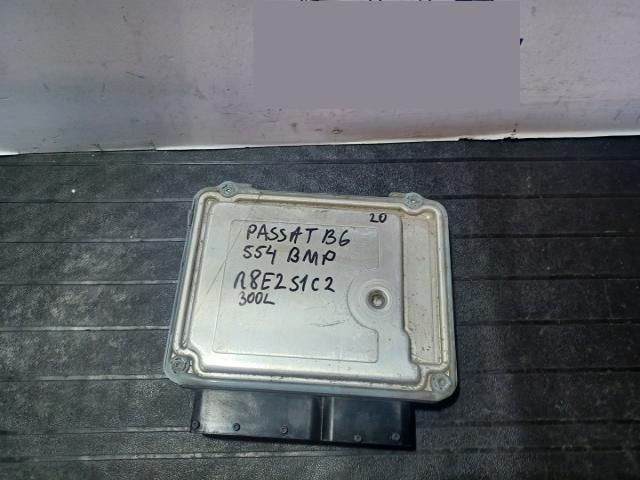 20
PASSAT B6
554 BMP
R8E2S1C2
300L